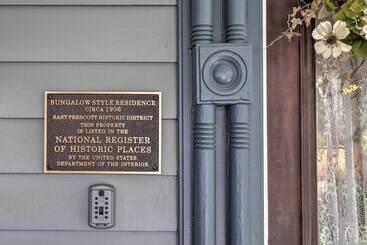 BUNGALOW STYLE RESIDENCE
CIRCA 1906
EAST PRESCOTT HISTORIC DISTRICT
THIS PROPERTY
IS LISTED IN THE
NATIONAL REGISTER
OF HISTORIC PLACES
BY THE UNITED STATES
DEPARTMENT OF THE INTERIOR